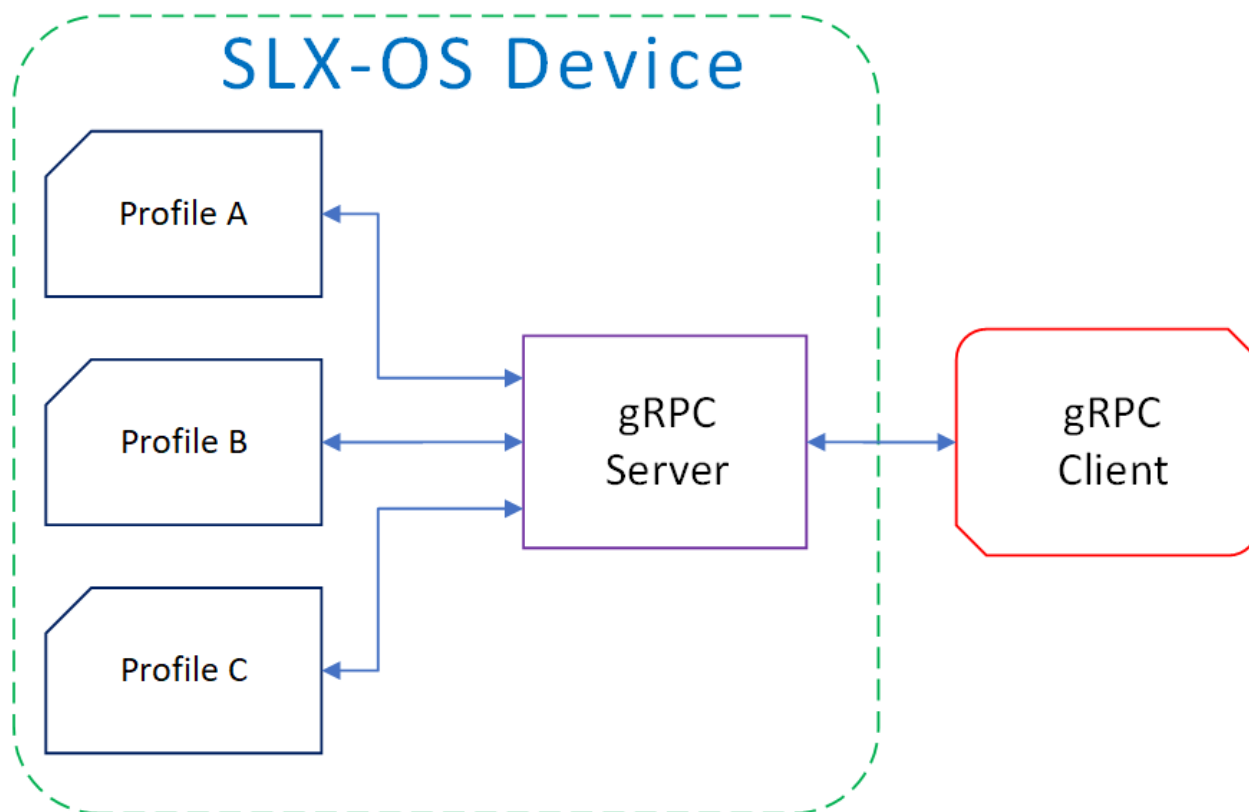 SLX-OS Device
Profile A
Profile B
Profile C
gRPC
Server
gRPC
Client